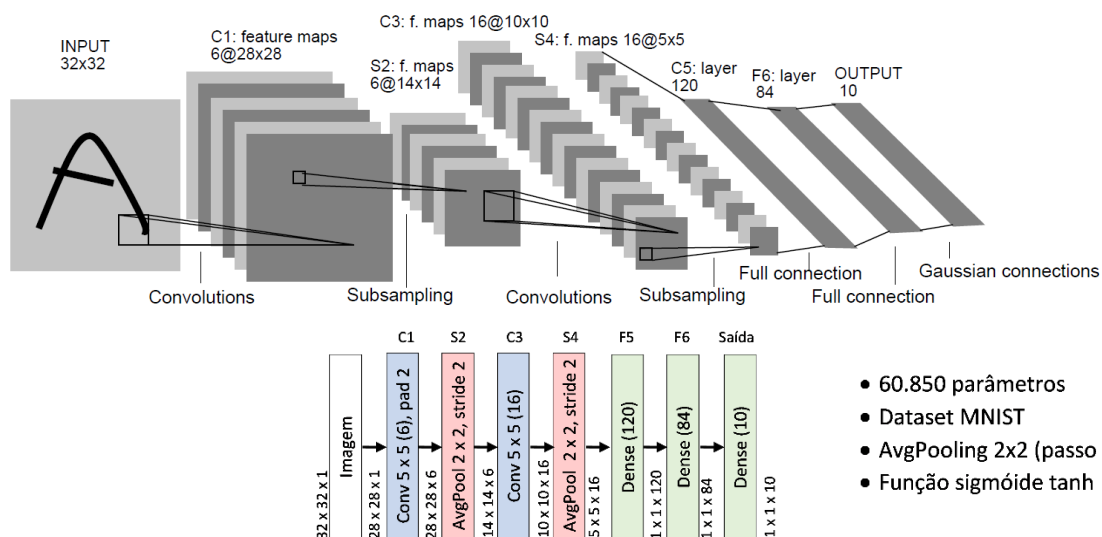 INPUT
32x32
C1: feature maps
6@28x28
S2: f. maps
6@14x14
C3: f. maps 16@10x10
S4: f. maps 16@5x5
C5: layer
120
F6: layer
84
OUTPUT
10
Convolutions
Subsampling
Convolutions
Subsampling
Full connection
Full connection
Gaussian connections
C1
S2
C3
S4
F5
F6
Saída
32 x 32 x 1
Imagem
28 x 28 x 1
Conv 5 x 5 (6), pad 2
28 x 28 x 6
AvgPool 2 x 2, stride 2
14 x 14 x 6
Conv 5 x 5 (16)
10 x 10 x 16
AvgPool 2 x 2, stride 2
5 x 5 x 16
Dense (120)
1 x 1 x 120
Dense (84)
1 x 1 x 84
Dense (10)
1 x 1 x 10
• 60.850 parâmetros
• Dataset MNIST
• AvgPooling 2x2 (passo
• Função sigmóide tanh